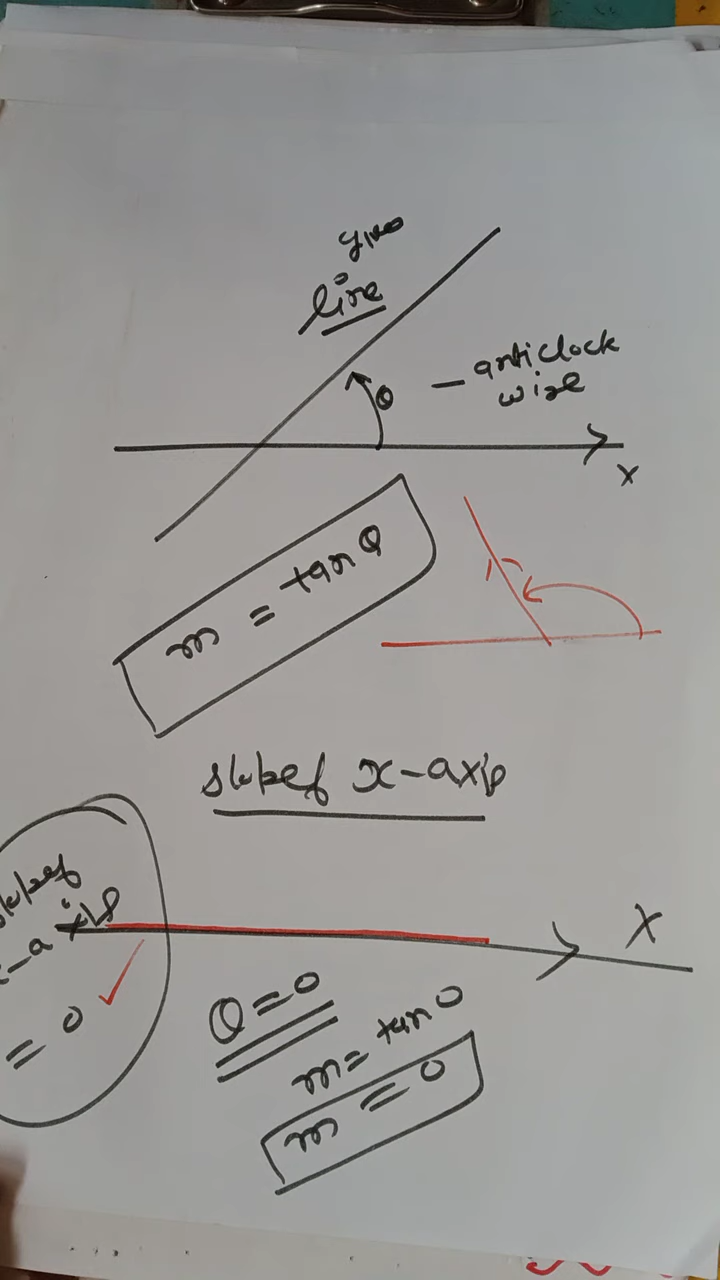 line
θ
– anticlock
wise
X
m = tan θ
slope of x-axis
slope of
x-axis
= 0
X
θ = 0
m = tan 0
m = 0